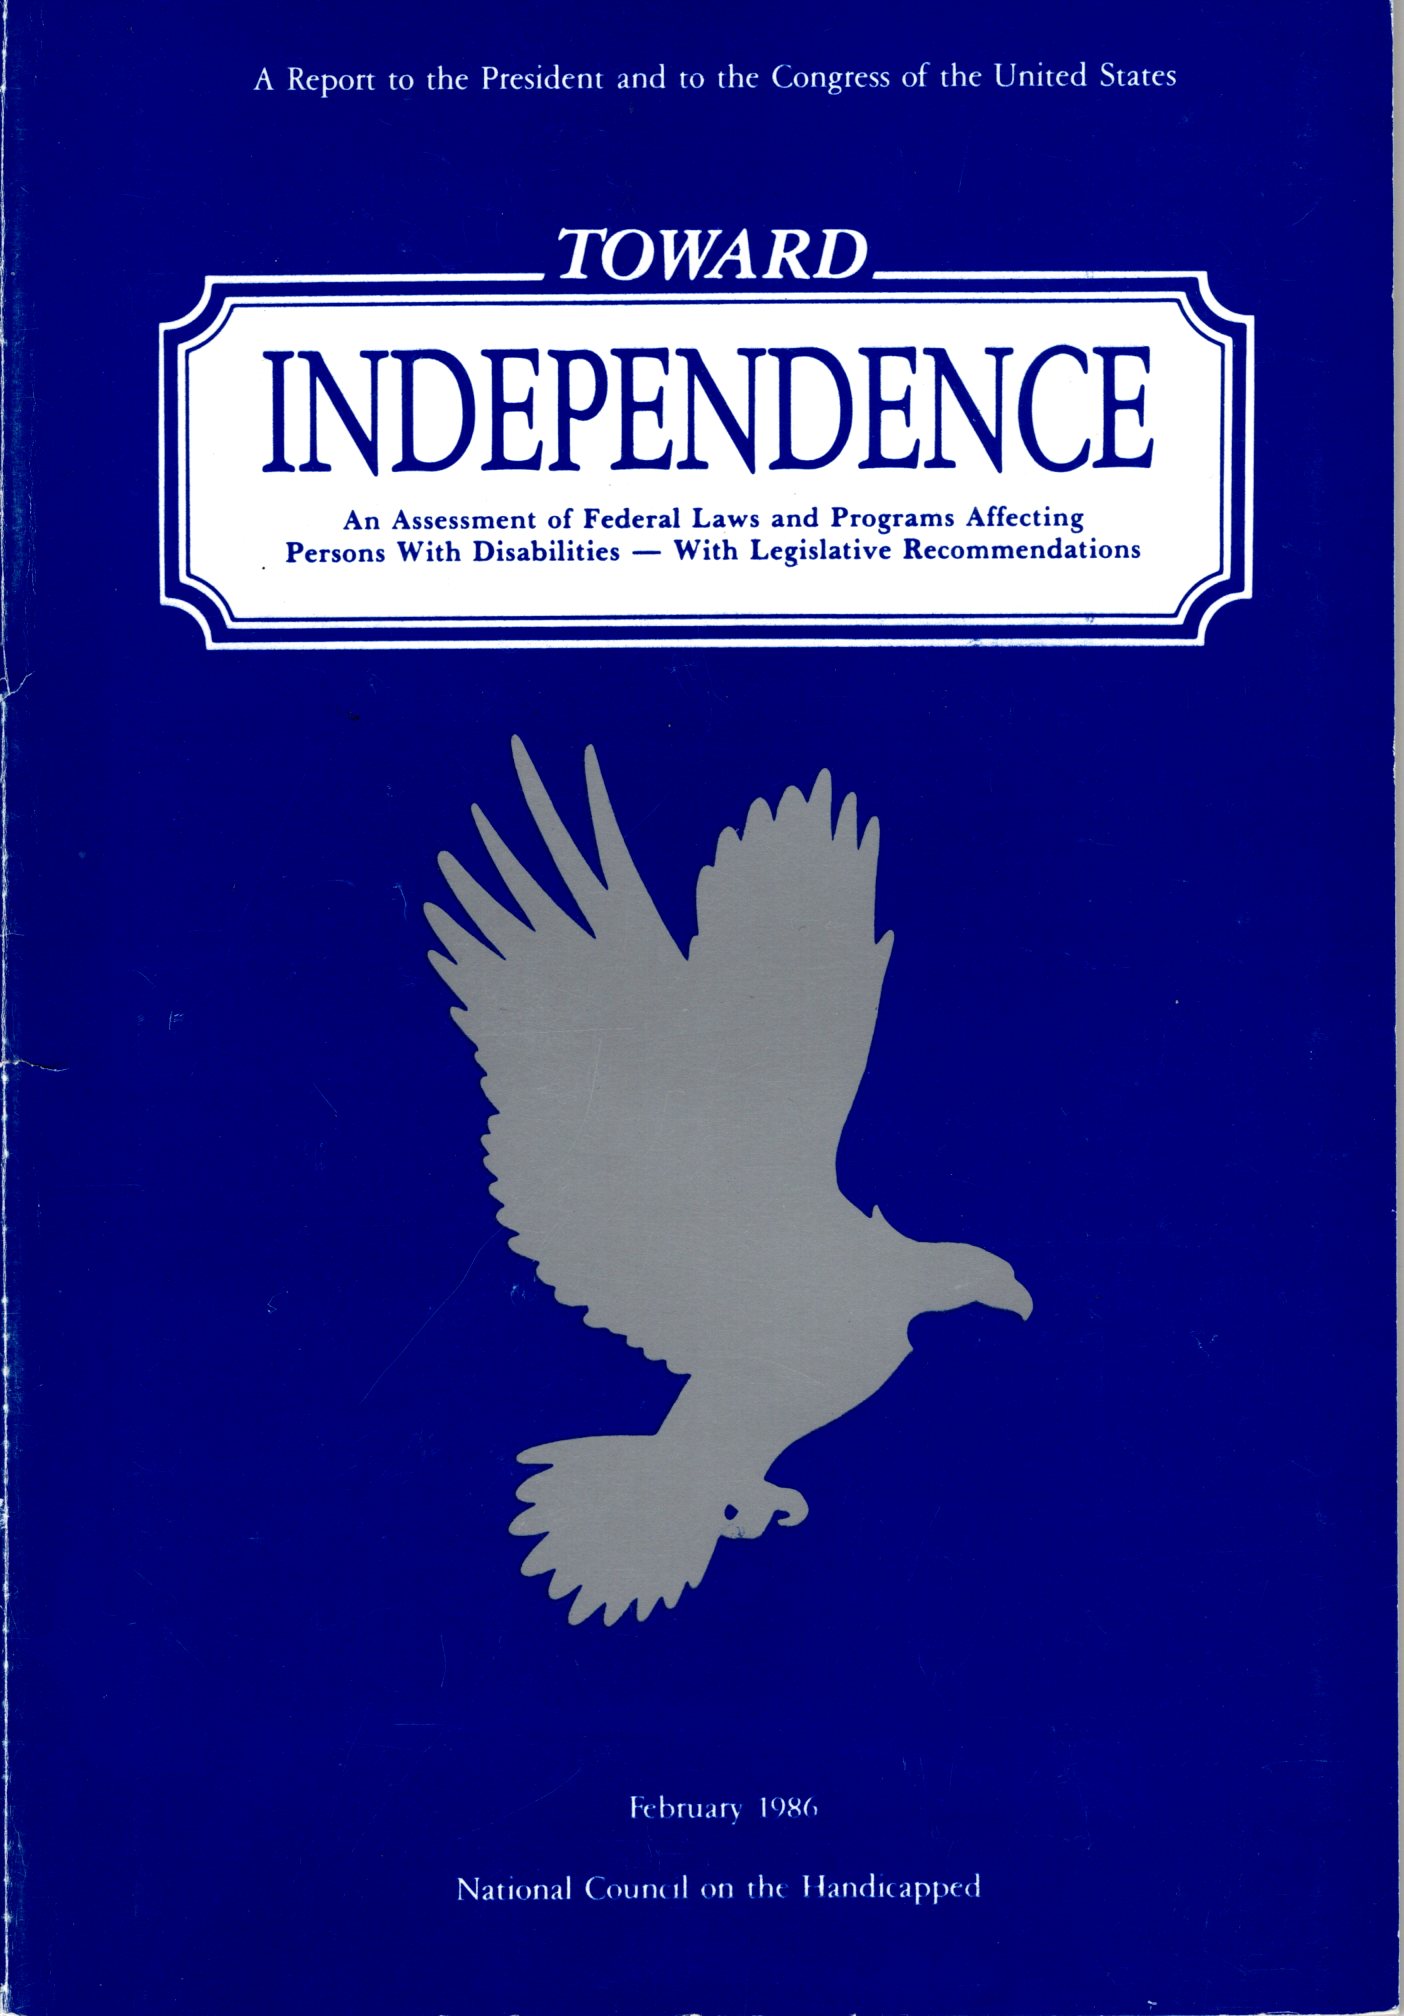 A Report to the President and to the Congress of the United States
TOWARD
INDEPENDENCE
An Assessment of Federal Laws and Programs Affecting
Persons With Disabilities — With Legislative Recommendations
February 1986
National Council on the Handicapped